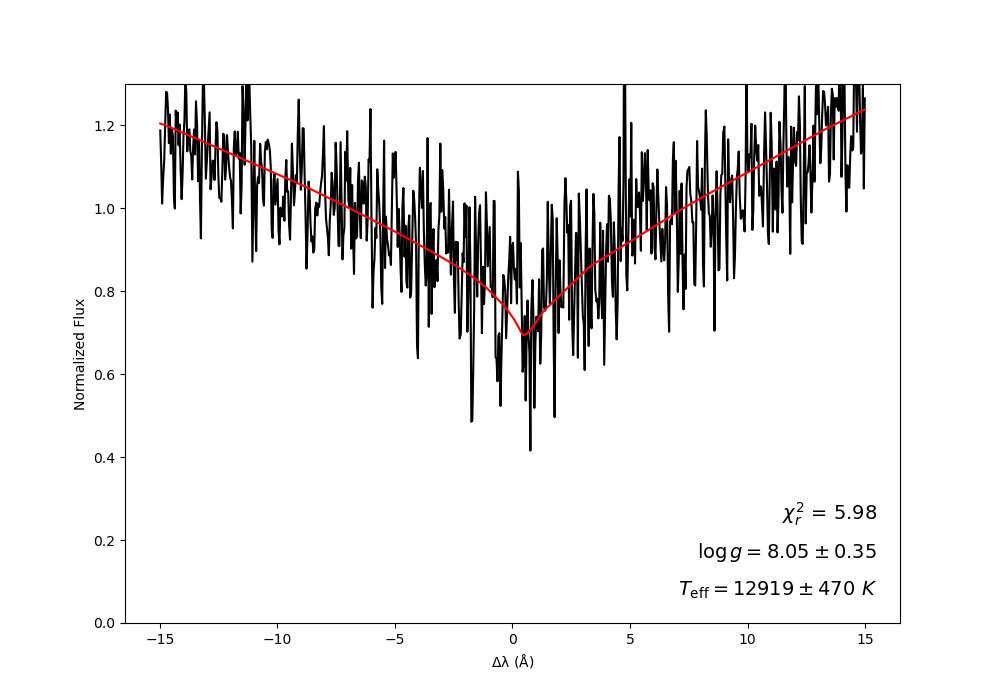 1.2
1.0
0.8
0.6
0.4
0.2
0.0
Normalized Flux
χ²ᵣ = 5.98
log g = 8.05 ± 0.35
T_eff = 12919 ± 470 K
−15 −10 −5 0 5 10 15
Δλ (Å)